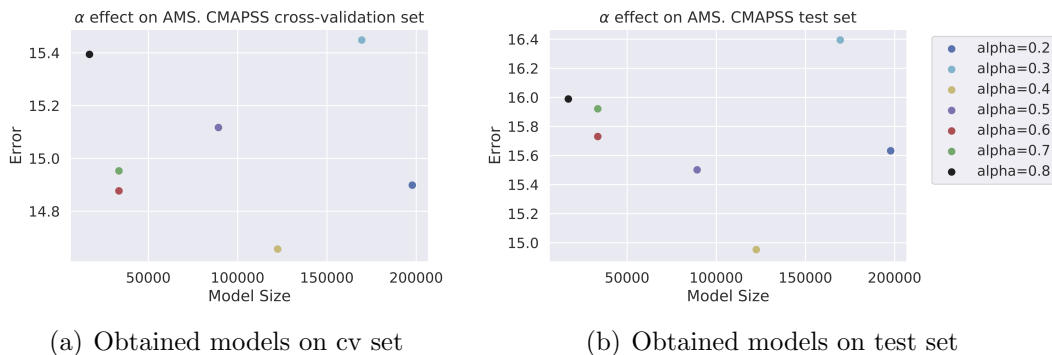 α effect on AMS. CMAPSS cross-validation set
15.4
15.2
15.0
14.8
Error
50000 100000 150000 200000
Model Size
(a) Obtained models on cv set
α effect on AMS. CMAPSS test set
16.4
16.2
16.0
15.8
15.6
15.4
15.2
15.0
Error
50000 100000 150000 200000
Model Size
(b) Obtained models on test set
alpha=0.2
alpha=0.3
alpha=0.4
alpha=0.5
alpha=0.6
alpha=0.7
alpha=0.8